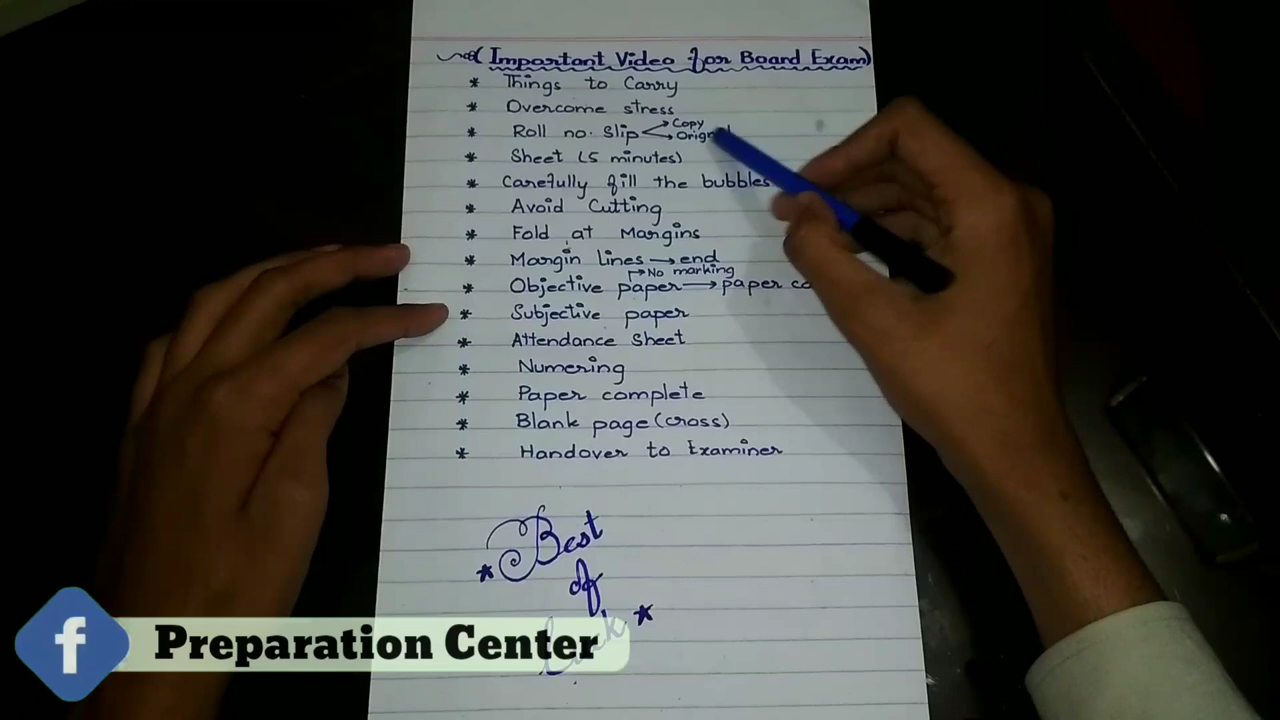 (Important Video for Board Exam)
* Things to Carry
* Overcome stress
* Roll no. Slip → Copy
→ Orignal
* Sheet (5 minutes)
* Carefully fill the bubbles
* Avoid Cutting
* Fold at Margins
* Margin lines → end
→ No marking
* Objective paper → paper
* Subjective paper
* Attendance Sheet
* Numering
* Paper complete
* Blank page (cross)
* Handover to Examiner
* Best
of
Luck *
f Preparation Center